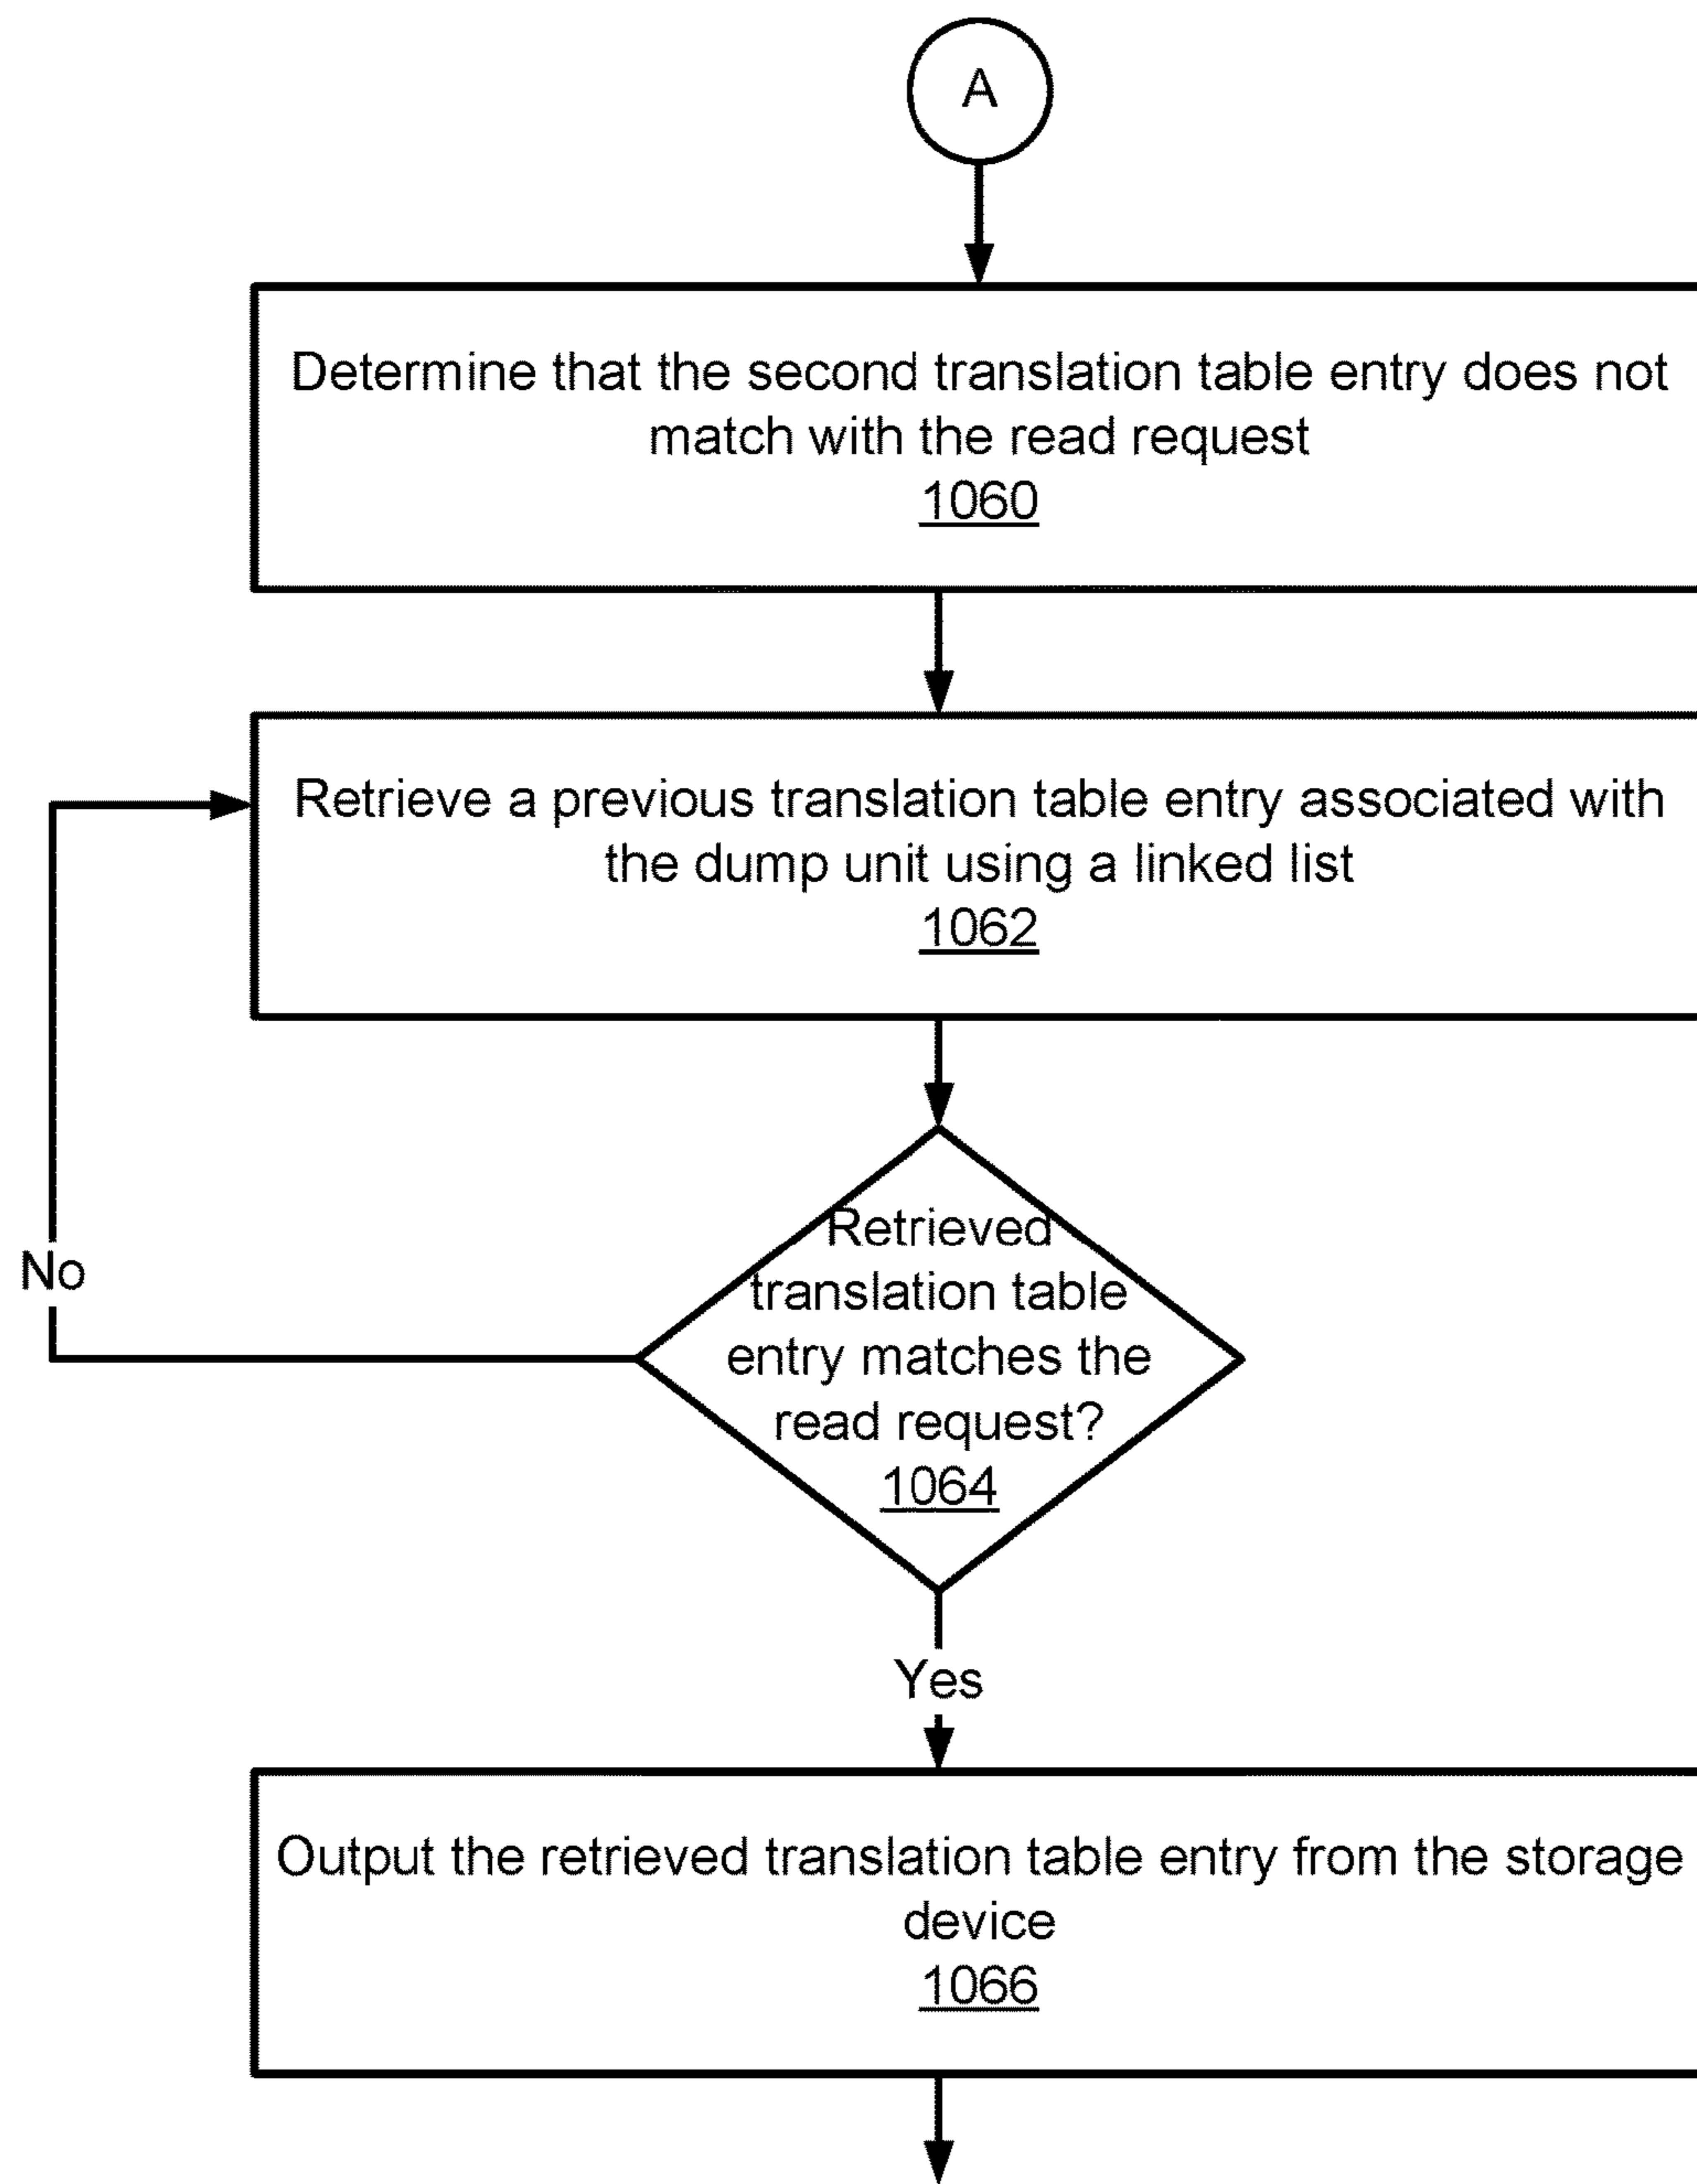 A
Determine that the second translation table entry does not
match with the read request
1060
Retrieve a previous translation table entry associated with
the dump unit using a linked list
1062
Retrieved
translation table
entry matches the
read request?
1064
No
Yes
Output the retrieved translation table entry from the storage
device
1066